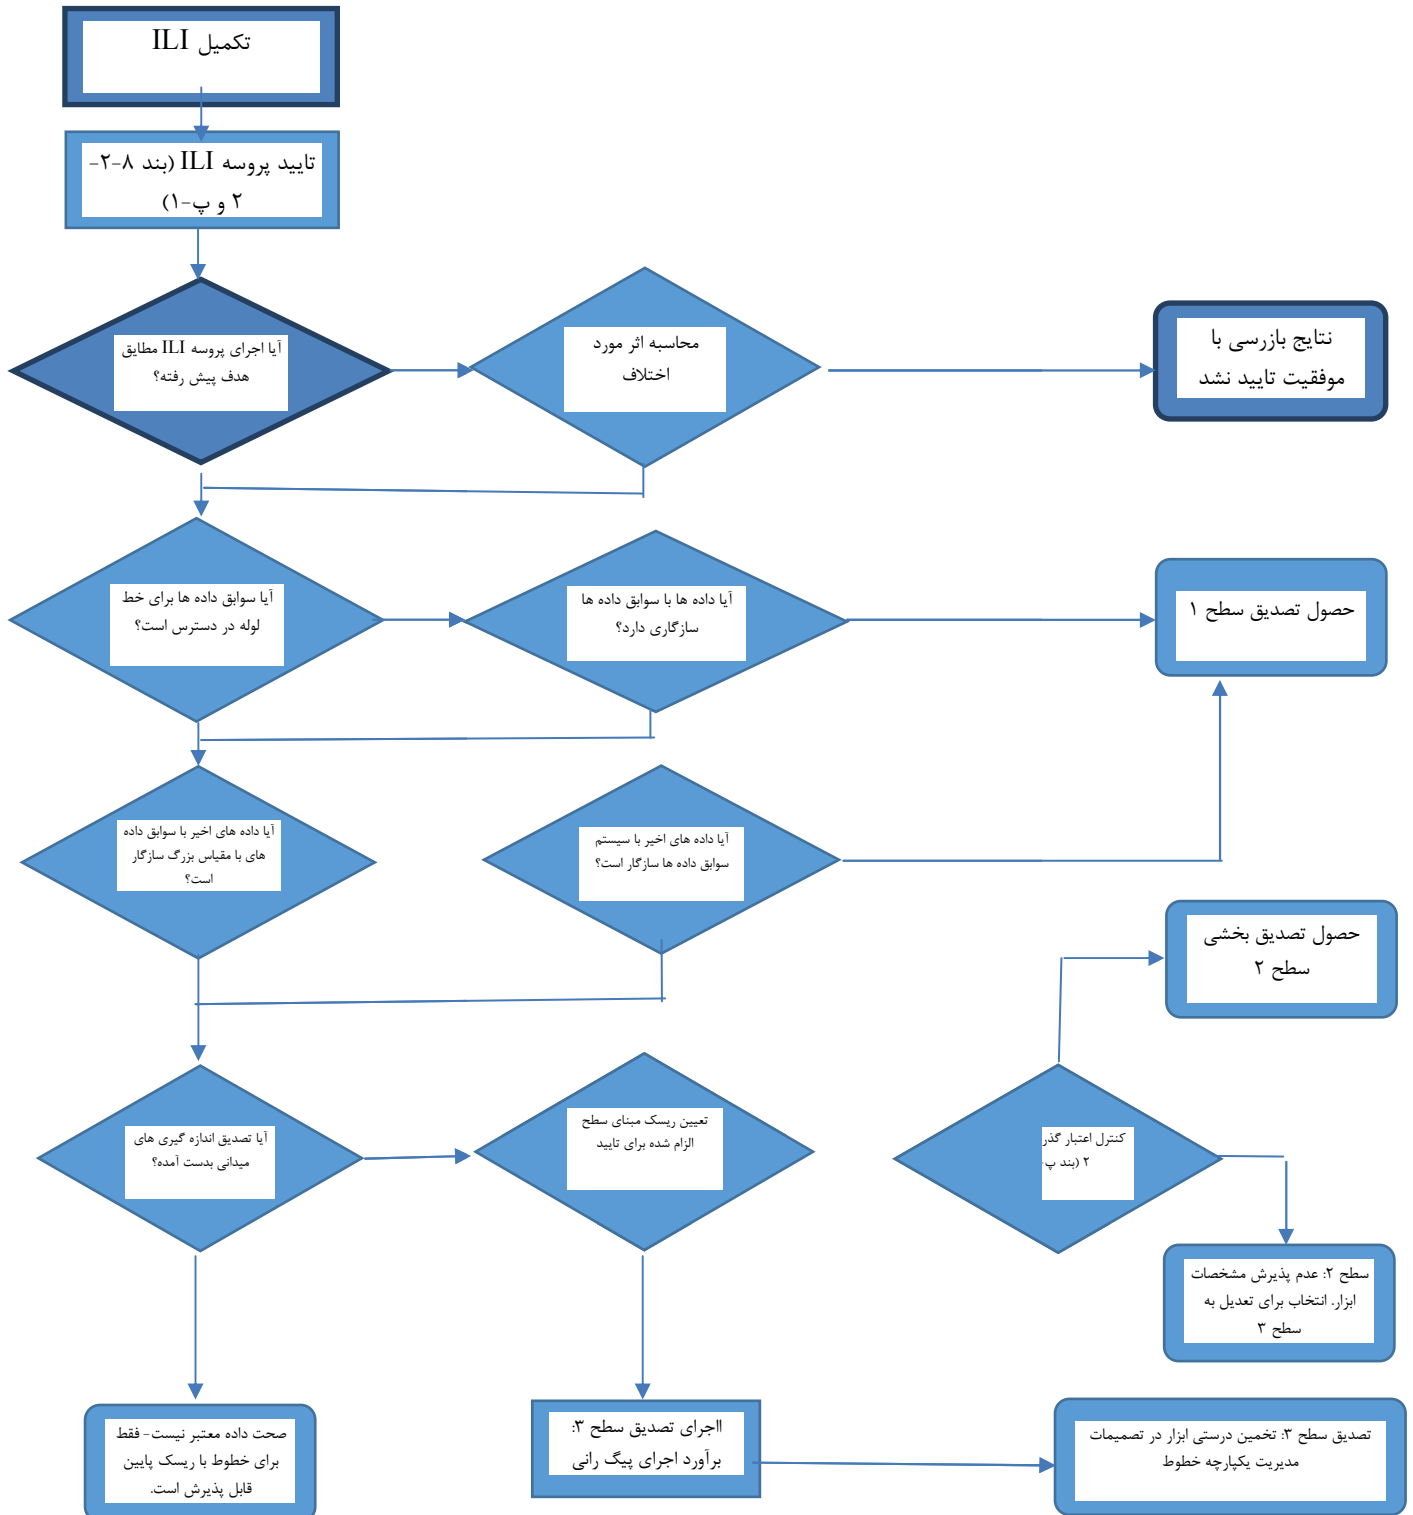 تکمیل ILI
تایید پروسه ILI (بند ۸-۲-
۲ و پ-۱)
آیا اجرای پروسه ILI مطایق
هدف پیش رفته؟
محاسبه اثر مورد
اختلاف
نتایج بازرسی با
موفقیت تایید نشد
آیا سوابق داده ها برای خط
لوله در دسترس است؟
آیا داده ها با سوابق داده ها
سازگاری دارد؟
حصول تصدیق سطح ۱
آیا داده های اخیر با سوابق داده
های با مقیاس بزرگ سازگار
است؟
آیا داده های اخیر با سیستم
سوابق داده ها سازگار است؟
حصول تصدیق بخشی
سطح ۲
آیا تصدیق اندازه گیری های
میدانی بدست آمده؟
تعیین ریسک مبنای سطح
الزام شده برای تایید
کنترل اعتبار گذر
۲ (بند پ-
سطح ۲: عدم پذیرش مشخصات
ابزار. انتخاب برای تعدیل به
سطح ۳
صحت داده معتبر نیست- فقط
برای خطوط با ریسک پایین
قابل پذیرش است.
ااجرای تصدیق سطح ۳:
برآورد اجرای پیگ رانی
تصدیق سطح ۳: تخمین درستی ابزار در تصمیمات
مدیریت یکپارچه خطوط